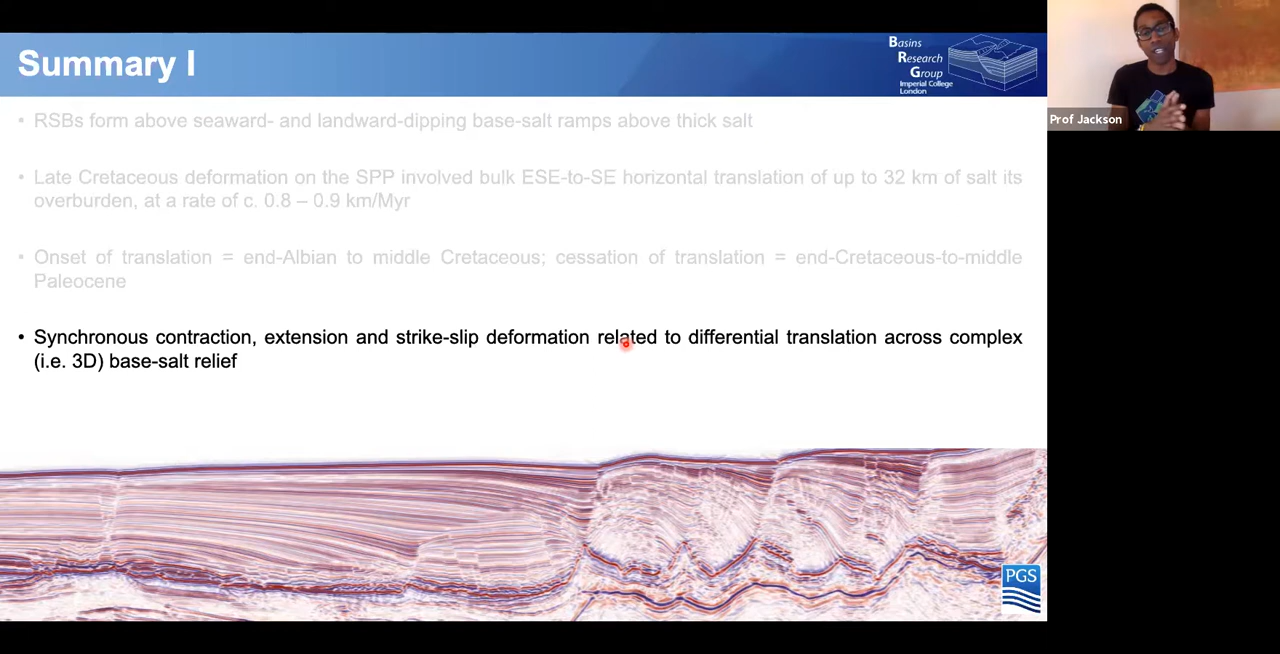 Summary I
Basins
Research
Group
Imperial College
London
Prof Jackson
• RSBs form above seaward- and landward-dipping base-salt ramps above thick salt
• Late Cretaceous deformation on the SPP involved bulk ESE-to-SE horizontal translation of up to 32 km of salt its
overburden, at a rate of c. 0.8 – 0.9 km/Myr
• Onset of translation = end-Albian to middle Cretaceous; cessation of translation = end-Cretaceous-to-middle
Paleocene
• Synchronous contraction, extension and strike-slip deformation related to differential translation across complex
(i.e. 3D) base-salt relief
PGS